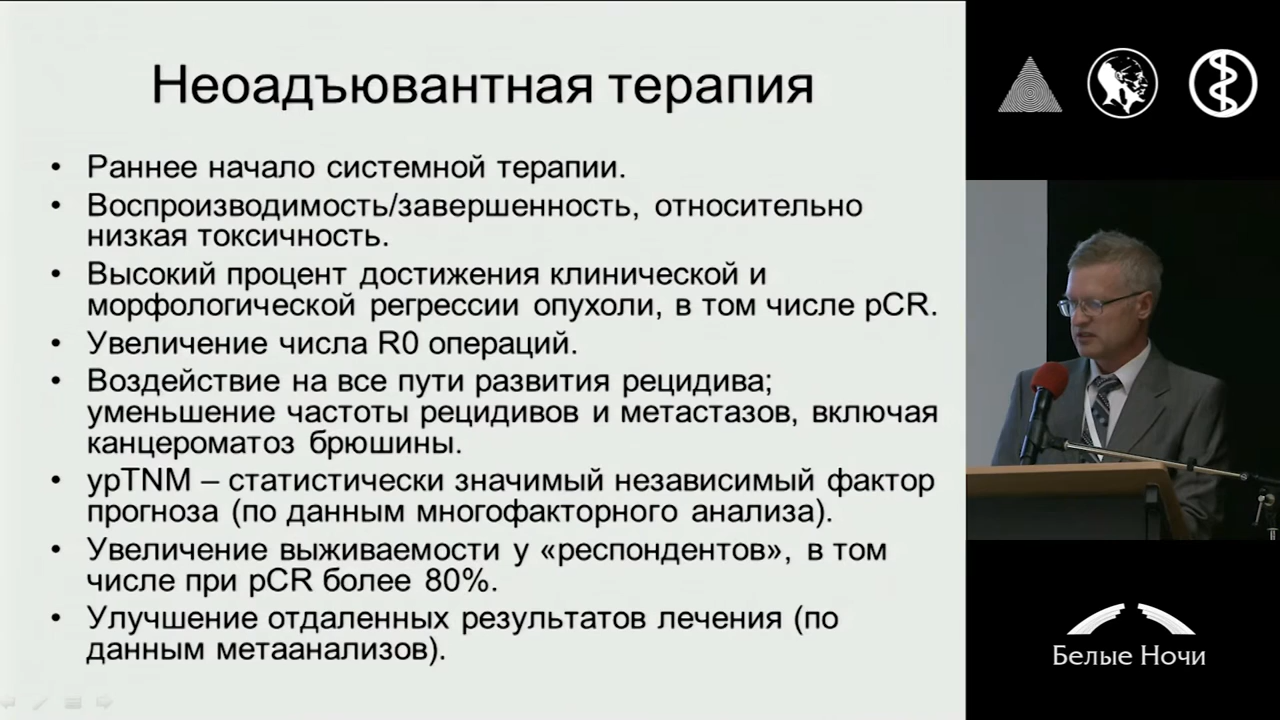 Неоадъювантная терапия
• Раннее начало системной терапии.
• Воспроизводимость/завершенность, относительно
низкая токсичность.
• Высокий процент достижения клинической и
морфологической регрессии опухоли, в том числе pCR.
• Увеличение числа R0 операций.
• Воздействие на все пути развития рецидива;
уменьшение частоты рецидивов и метастазов, включая
канцероматоз брюшины.
• ypTNM – статистически значимый независимый фактор
прогноза (по данным многофакторного анализа).
• Увеличение выживаемости у «респондентов», в том
числе при pCR более 80%.
• Улучшение отдаленных результатов лечения (по
данным метаанализов).
Белые Ночи